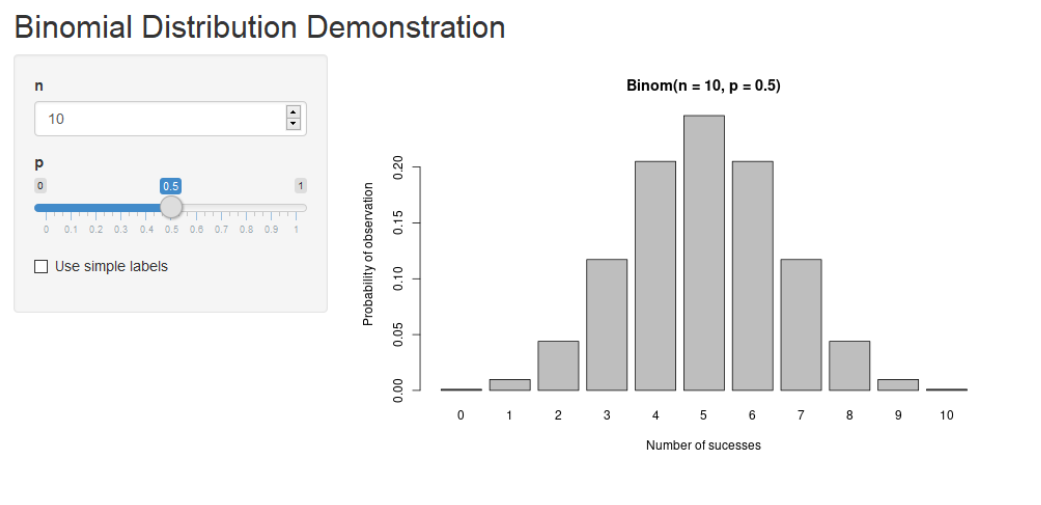 Binomial Distribution Demonstration
n
10
p
0 0.5 1
0 0.1 0.2 0.3 0.4 0.5 0.6 0.7 0.8 0.9 1
Use simple labels
Binom(n = 10, p = 0.5)
Probability of observation
0.20
0.15
0.10
0.05
0.00
0 1 2 3 4 5 6 7 8 9 10
Number of sucesses